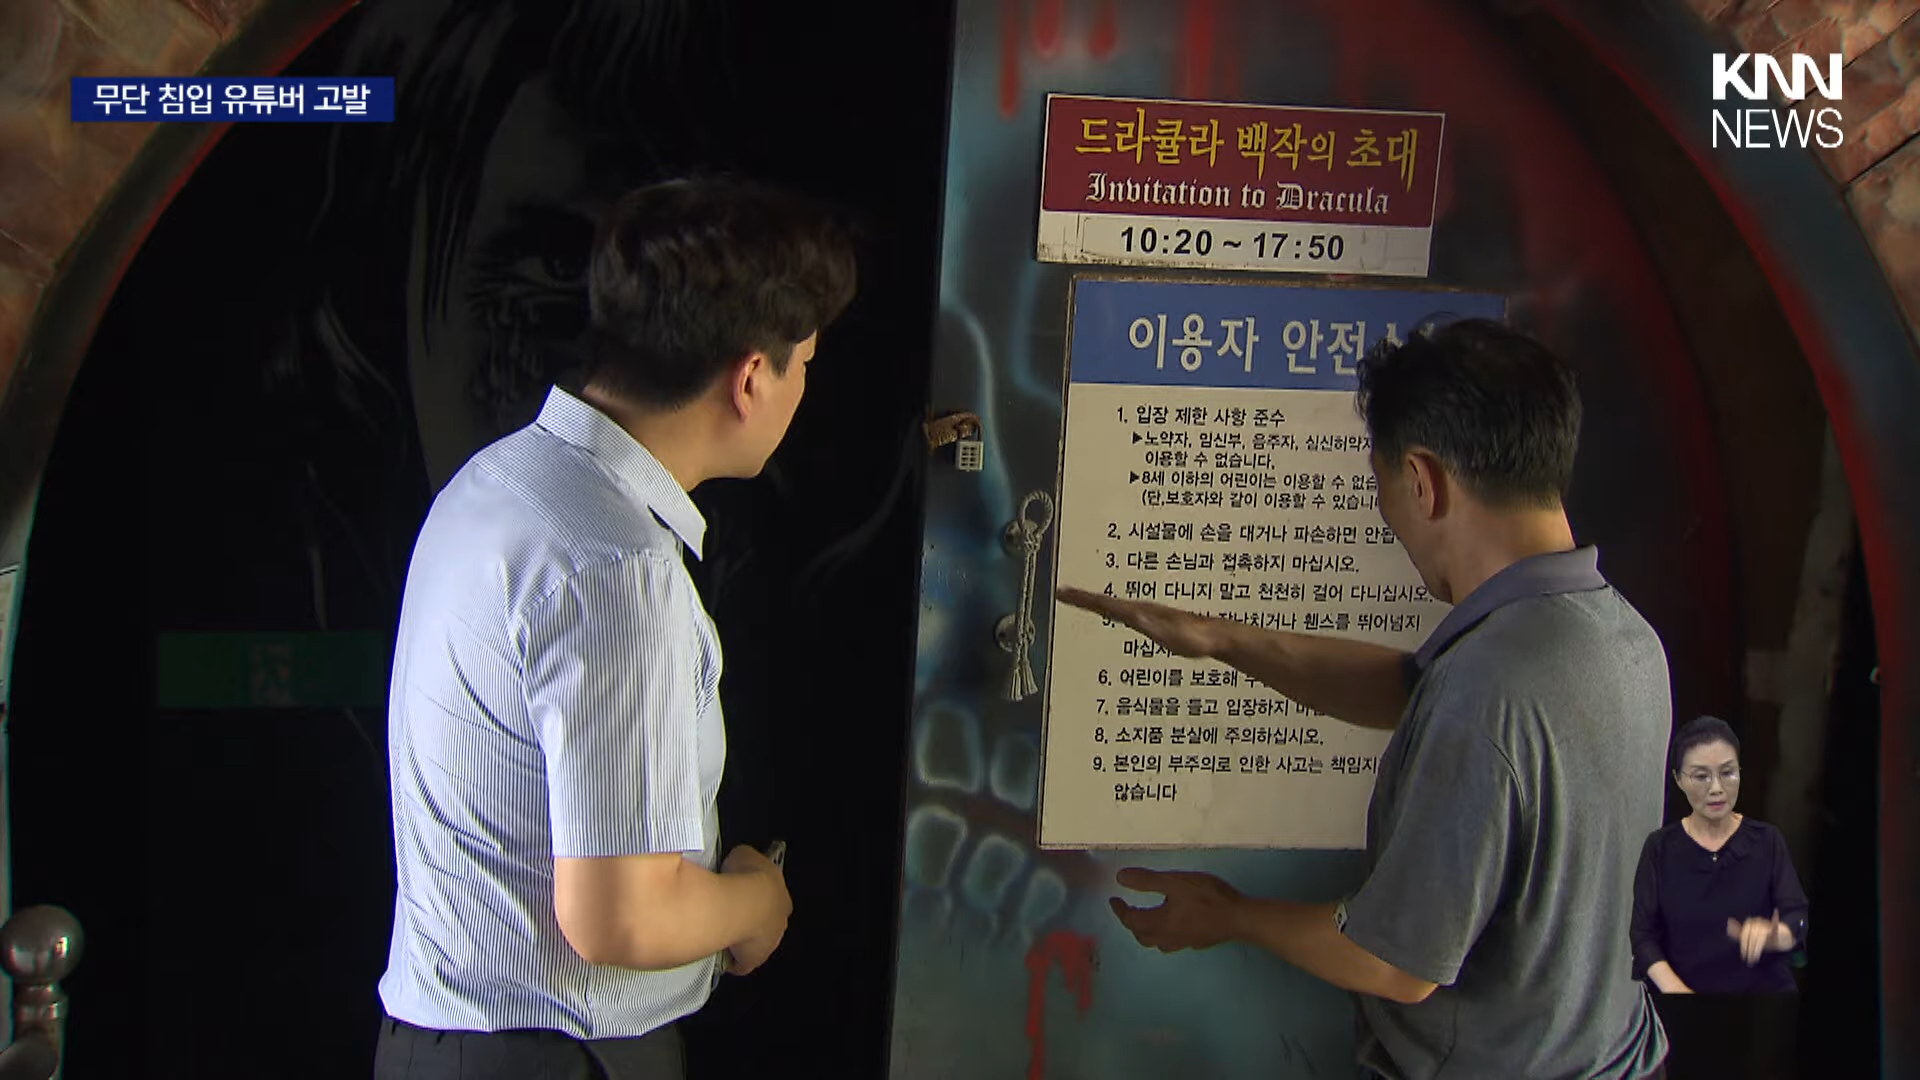 무단 침입 유튜버 고발
KNN
NEWS
드라큘라 백작의 초대
Invitation to Dracula
10:20 ~ 17:50
이용자 안전
1. 입장 제한 사항 준수
▶노약자, 임신부, 음주자, 심신허약자
이용할 수 없습니다.
▶8세 이하의 어린이는 이용할 수 없습
(단,보호자와 같이 이용할 수 있습니
2. 시설물에 손을 대거나 파손하면 안됩
3. 다른 손님과 접촉하지 마십시오.
4. 뛰어 다니지 말고 천천히 걸어 다니십시오.
5. 장난치거나 휀스를 뛰어넘지
마십시
6. 어린이를 보호해
7. 음식물을 들고 입장하지
8. 소지품 분실에 주의하십시오.
9. 본인의 부주의로 인한 사고는 책임지
않습니다